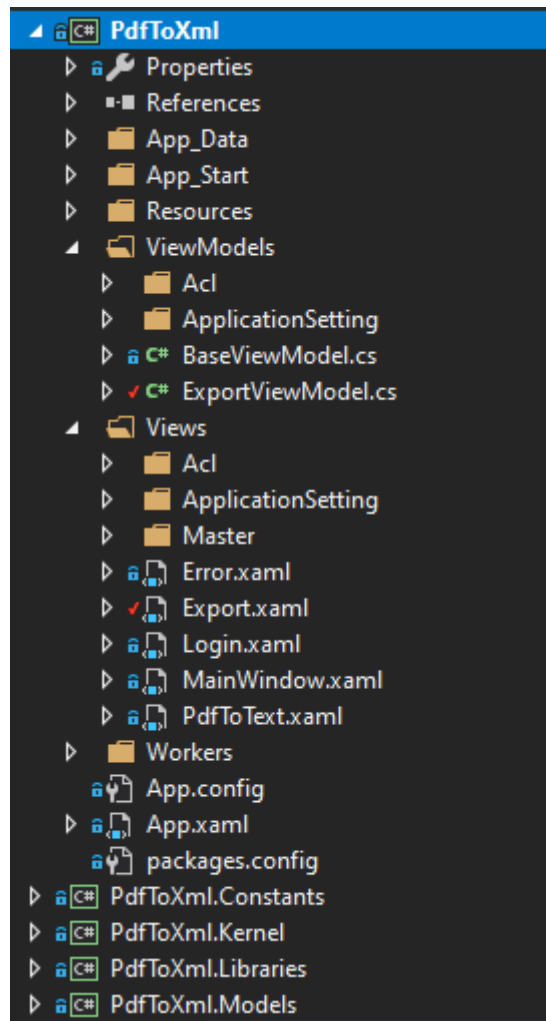 C# PdfToXml
Properties
References
App_Data
App_Start
Resources
ViewModels
Acl
ApplicationSetting
C# BaseViewModel.cs
C# ExportViewModel.cs
Views
Acl
ApplicationSetting
Master
Error.xaml
Export.xaml
Login.xaml
MainWindow.xaml
PdfToText.xaml
Workers
App.config
App.xaml
packages.config
C# PdfToXml.Constants
C# PdfToXml.Kernel
C# PdfToXml.Libraries
C# PdfToXml.Models